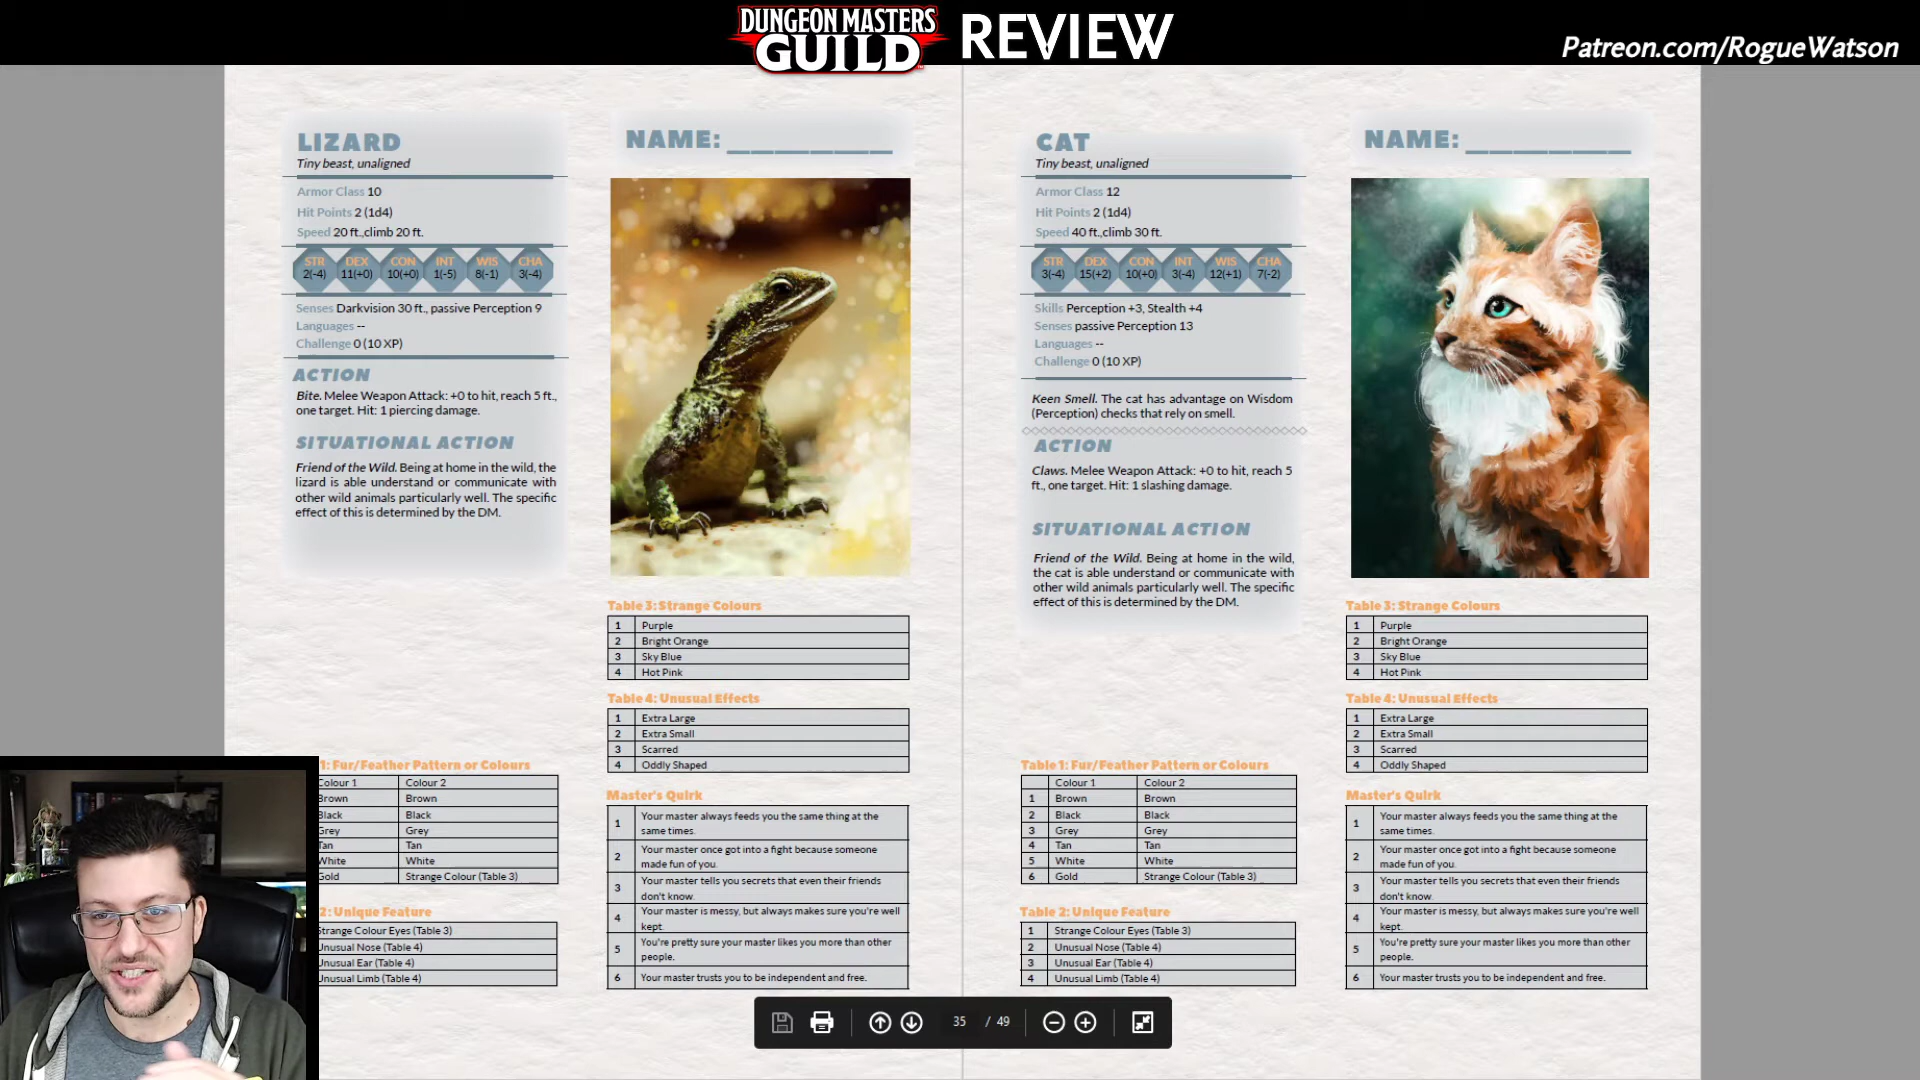 DUNGEON MASTERS
GUILD
REVIEW
Patreon.com/RogueWatson
LIZARD
Tiny beast, unaligned
Armor Class 10
Hit Points 2 (1d4)
Speed 20 ft.,climb 20 ft.
STR DEX CON INT WIS CHA
2(-4) 11(+0) 10(+0) 1(-5) 8(-1) 3(-4)
Senses Darkvision 30 ft., passive Perception 9
Languages --
Challenge 0 (10 XP)
ACTION
Bite. Melee Weapon Attack: +0 to hit, reach 5 ft.,
one target. Hit: 1 piercing damage.
SITUATIONAL ACTION
Friend of the Wild. Being at home in the wild, the
lizard is able understand or communicate with
other wild animals particularly well. The specific
effect of this is determined by the DM.
1: Fur/Feather Pattern or Colours
Colour 1 Colour 2
Brown Brown
Black Black
Grey Grey
Tan Tan
White White
Gold Strange Colour (Table 3)
2: Unique Feature
Strange Colour Eyes (Table 3)
Unusual Nose (Table 4)
Unusual Ear (Table 4)
Unusual Limb (Table 4)
NAME: __________
Table 3: Strange Colours
1 Purple
2 Bright Orange
3 Sky Blue
4 Hot Pink
Table 4: Unusual Effects
1 Extra Large
2 Extra Small
3 Scarred
4 Oddly Shaped
Master's Quirk
1 Your master always feeds you the same thing at the
same times.
2 Your master once got into a fight because someone
made fun of you.
3 Your master tells you secrets that even their friends
don't know.
4 Your master is messy, but always makes sure you're well
kept.
5 You're pretty sure your master likes you more than other
people.
6 Your master trusts you to be independent and free.
CAT
Tiny beast, unaligned
Armor Class 12
Hit Points 2 (1d4)
Speed 40 ft.,climb 30 ft.
STR DEX CON INT WIS CHA
3(-4) 15(+2) 10(+0) 3(-4) 12(+1) 7(-2)
Skills Perception +3, Stealth +4
Senses passive Perception 13
Languages --
Challenge 0 (10 XP)
Keen Smell. The cat has advantage on Wisdom
(Perception) checks that rely on smell.
ACTION
Claws. Melee Weapon Attack: +0 to hit, reach 5
ft., one target. Hit: 1 slashing damage.
SITUATIONAL ACTION
Friend of the Wild. Being at home in the wild,
the cat is able understand or communicate with
other wild animals particularly well. The specific
effect of this is determined by the DM.
Table 1: Fur/Feather Pattern or Colours
Colour 1 Colour 2
1 Brown Brown
2 Black Black
3 Grey Grey
4 Tan Tan
5 White White
6 Gold Strange Colour (Table 3)
Table 2: Unique Feature
1 Strange Colour Eyes (Table 3)
2 Unusual Nose (Table 4)
3 Unusual Ear (Table 4)
4 Unusual Limb (Table 4)
NAME: __________
Table 3: Strange Colours
1 Purple
2 Bright Orange
3 Sky Blue
4 Hot Pink
Table 4: Unusual Effects
1 Extra Large
2 Extra Small
3 Scarred
4 Oddly Shaped
Master's Quirk
1 Your master always feeds you the same thing at the
same times.
2 Your master once got into a fight because someone
made fun of you.
3 Your master tells you secrets that even their friends
don't know.
4 Your master is messy, but always makes sure you're well
kept.
5 You're pretty sure your master likes you more than other
people.
6 Your master trusts you to be independent and free.
35 / 49